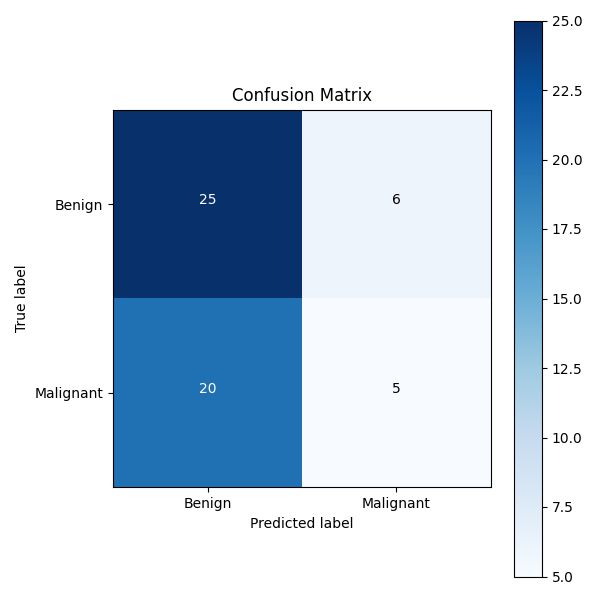 Confusion Matrix
25.0
22.5
20.0
17.5
15.0
12.5
10.0
7.5
5.0
True label
Benign
25 6
Malignant
20 5
Benign Malignant
Predicted label